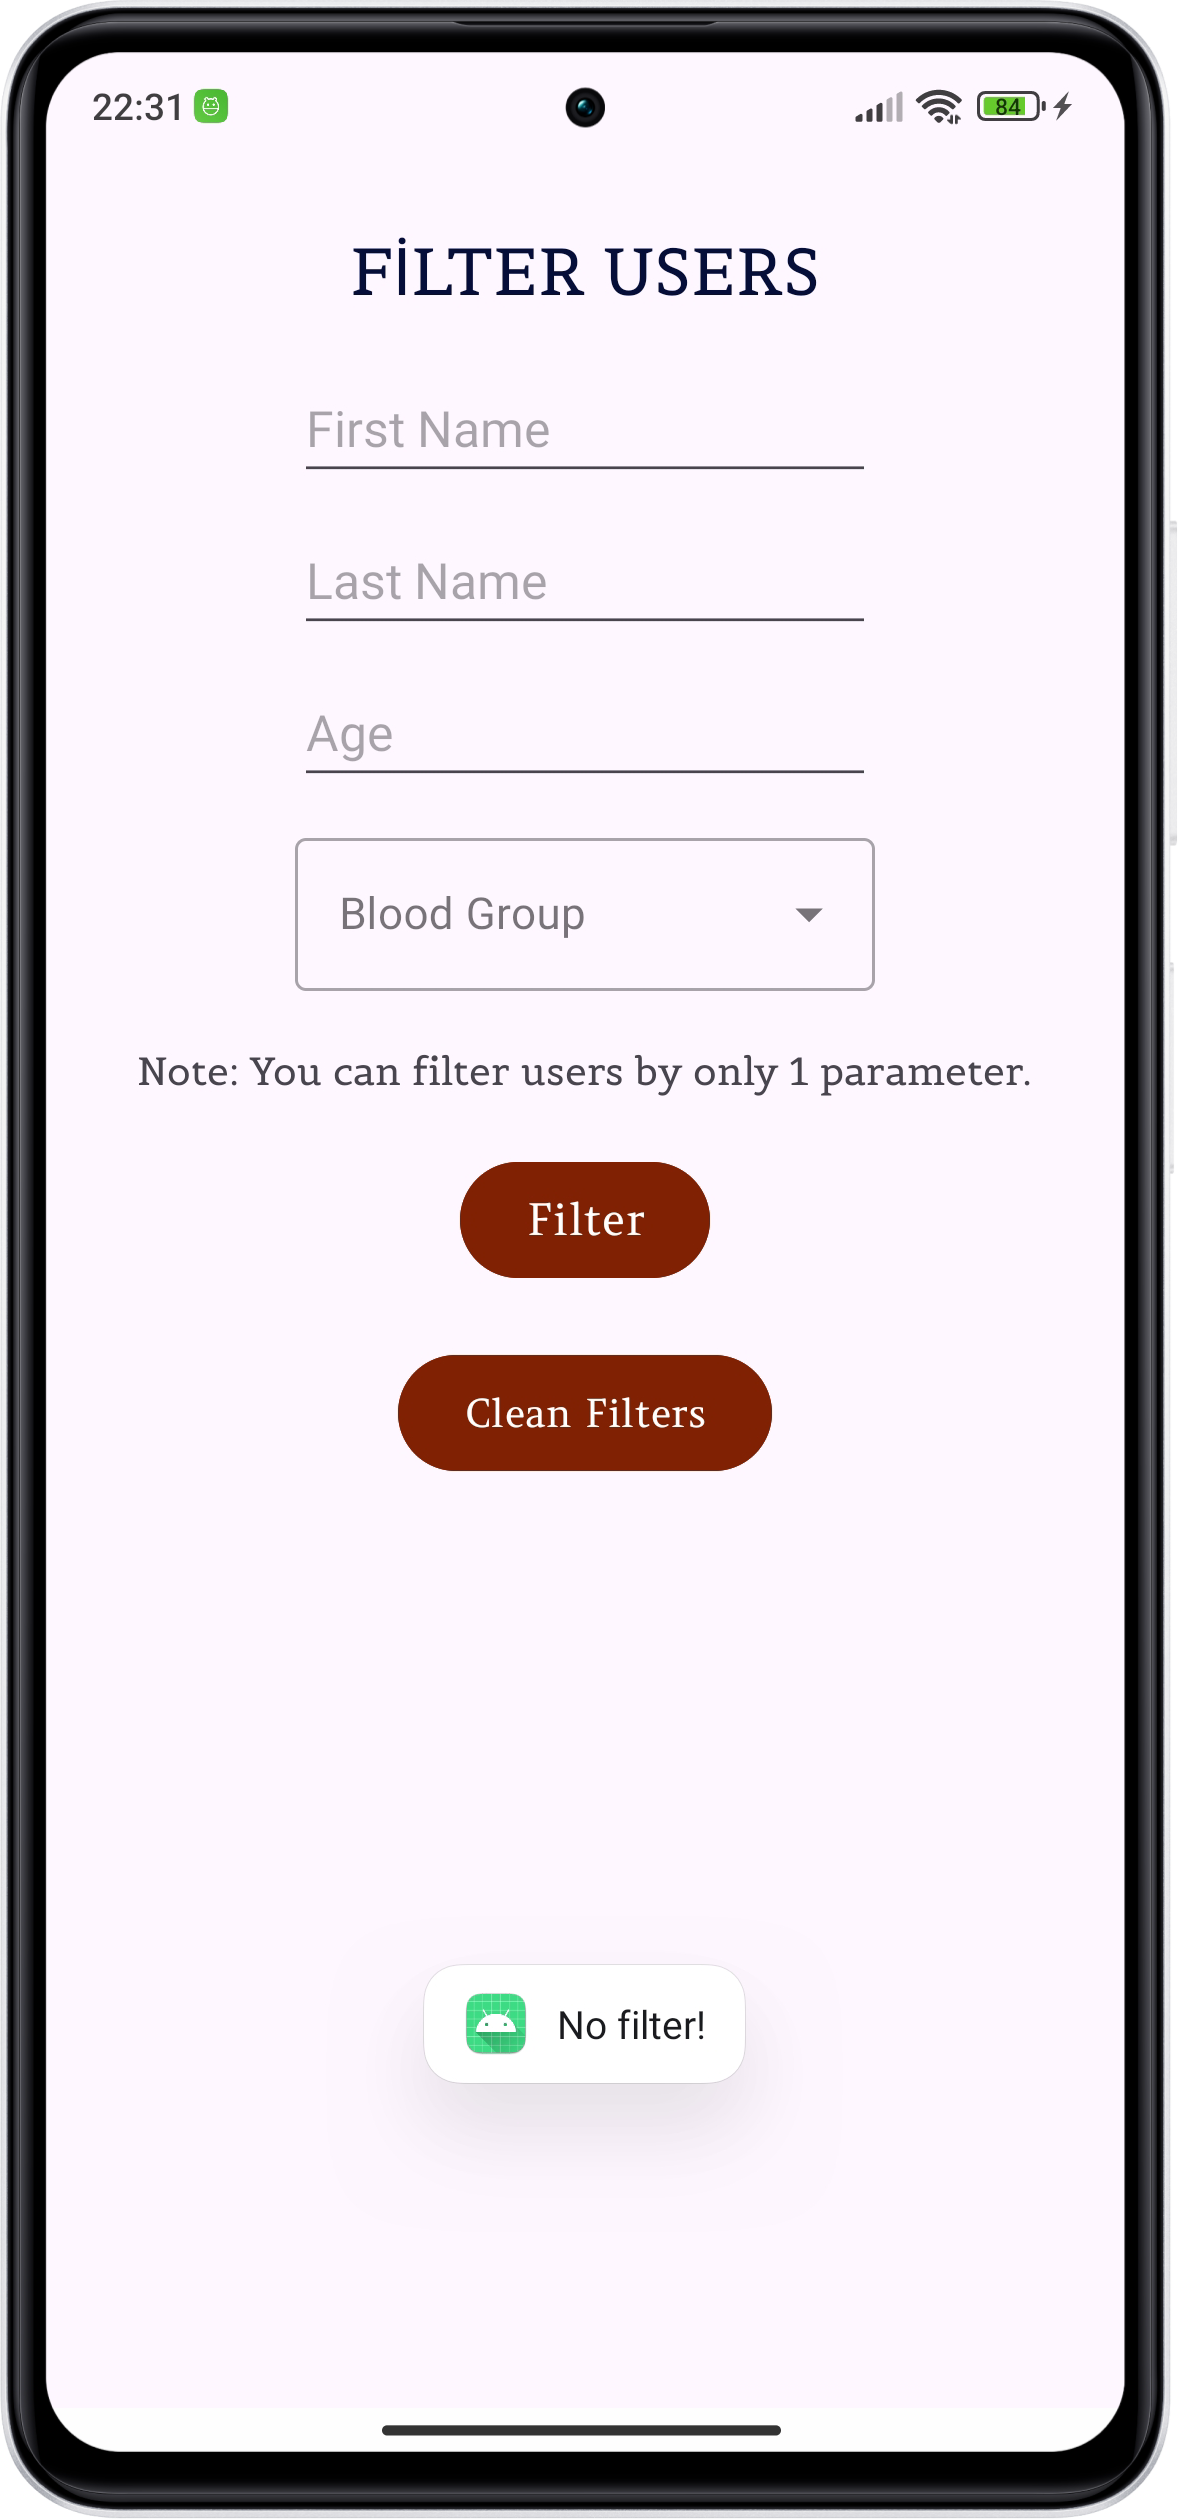 22:31
84
FİLTER USERS
First Name
Last Name
Age
Blood Group
Note: You can filter users by only 1 parameter.
Filter
Clean Filters
No filter!